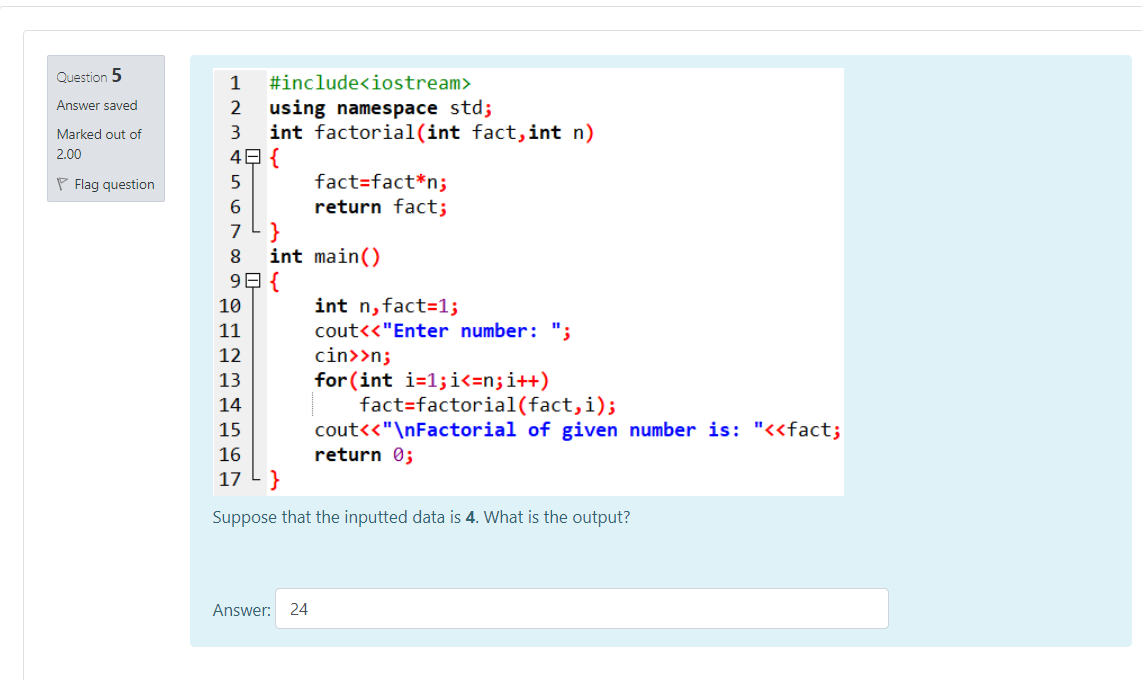 Question 5
Answer saved
Marked out of
2.00
Flag question
1 #include<iostream>
2 using namespace std;
3 int factorial(int fact,int n)
4 {
5 fact=fact*n;
6 return fact;
7 }
8 int main()
9 {
10 int n,fact=1;
11 cout<<"Enter number: ";
12 cin>>n;
13 for(int i=1;i<=n;i++)
14 fact=factorial(fact,i);
15 cout<<"\nFactorial of given number is: "<<fact;
16 return 0;
17 }
Suppose that the inputted data is 4. What is the output?
Answer: 24